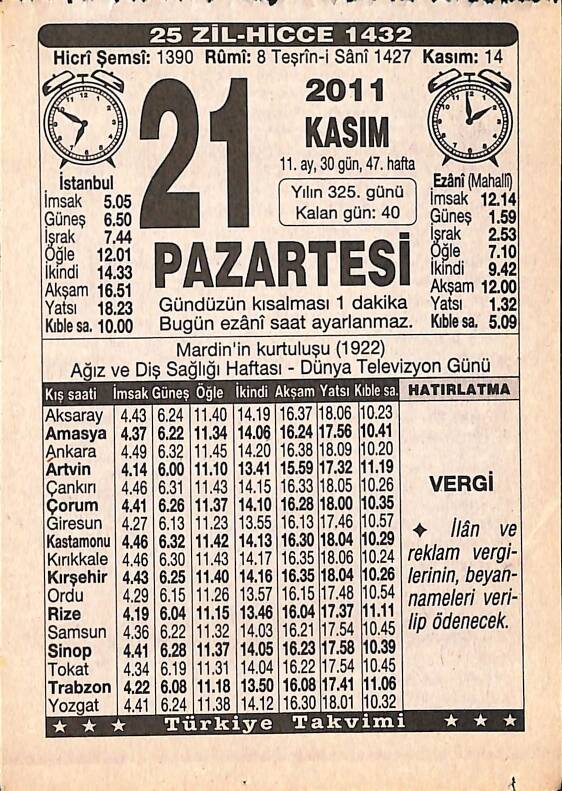 25 ZİL-HİCCE 1432
Hicrî Şemsî: 1390 Rûmî: 8 Teşrîn-i Sânî 1427 Kasım: 14
21
2011
KASIM
11. ay, 30 gün, 47. hafta
Yılın 325. günü
Kalan gün: 40
İstanbul
İmsak 5.05
Güneş 6.50
İşrak 7.44
Öğle 12.01
İkindi 14.33
Akşam 16.51
Yatsı 18.23
Kıble sa. 10.00
Ezânî (Mahallî)
İmsak 12.14
Güneş 1.59
İşrak 2.53
Öğle 7.10
İkindi 9.42
Akşam 12.00
Yatsı 1.32
Kıble sa. 5.09
PAZARTESİ
Gündüzün kısalması 1 dakika
Bugün ezânî saat ayarlanmaz.
Mardin'in kurtuluşu (1922)
Ağız ve Diş Sağlığı Haftası - Dünya Televizyon Günü
Kış saati İmsak Güneş Öğle İkindi Akşam Yatsı Kıble sa.
Aksaray 4.43 6.24 11.40 14.19 16.37 18.06 10.23
Amasya 4.37 6.22 11.34 14.06 16.24 17.56 10.41
Ankara 4.49 6.32 11.45 14.20 16.38 18.09 10.20
Artvin 4.14 6.00 11.10 13.41 15.59 17.32 11.19
Çankırı 4.46 6.31 11.43 14.15 16.33 18.05 10.26
Çorum 4.41 6.26 11.37 14.10 16.28 18.00 10.35
Giresun 4.27 6.13 11.23 13.55 16.13 17.46 10.57
Kastamonu 4.46 6.32 11.42 14.13 16.30 18.04 10.29
Kırıkkale 4.46 6.30 11.43 14.17 16.35 18.06 10.24
Kırşehir 4.43 6.25 11.40 14.16 16.35 18.04 10.26
Ordu 4.29 6.15 11.26 13.57 16.15 17.48 10.54
Rize 4.19 6.04 11.15 13.46 16.04 17.37 11.11
Samsun 4.36 6.22 11.32 14.03 16.21 17.54 10.45
Sinop 4.41 6.28 11.37 14.05 16.23 17.58 10.39
Tokat 4.34 6.19 11.31 14.04 16.22 17.54 10.45
Trabzon 4.22 6.08 11.18 13.50 16.08 17.41 11.06
Yozgat 4.41 6.24 11.38 14.12 16.30 18.01 10.32
HATIRLATMA
VERGİ
✦ İlân ve
reklam vergi-
lerinin, beyan-
nameleri veri-
lip ödenecek.
★ ★ ★ Türkiye Takvimi ★ ★ ★